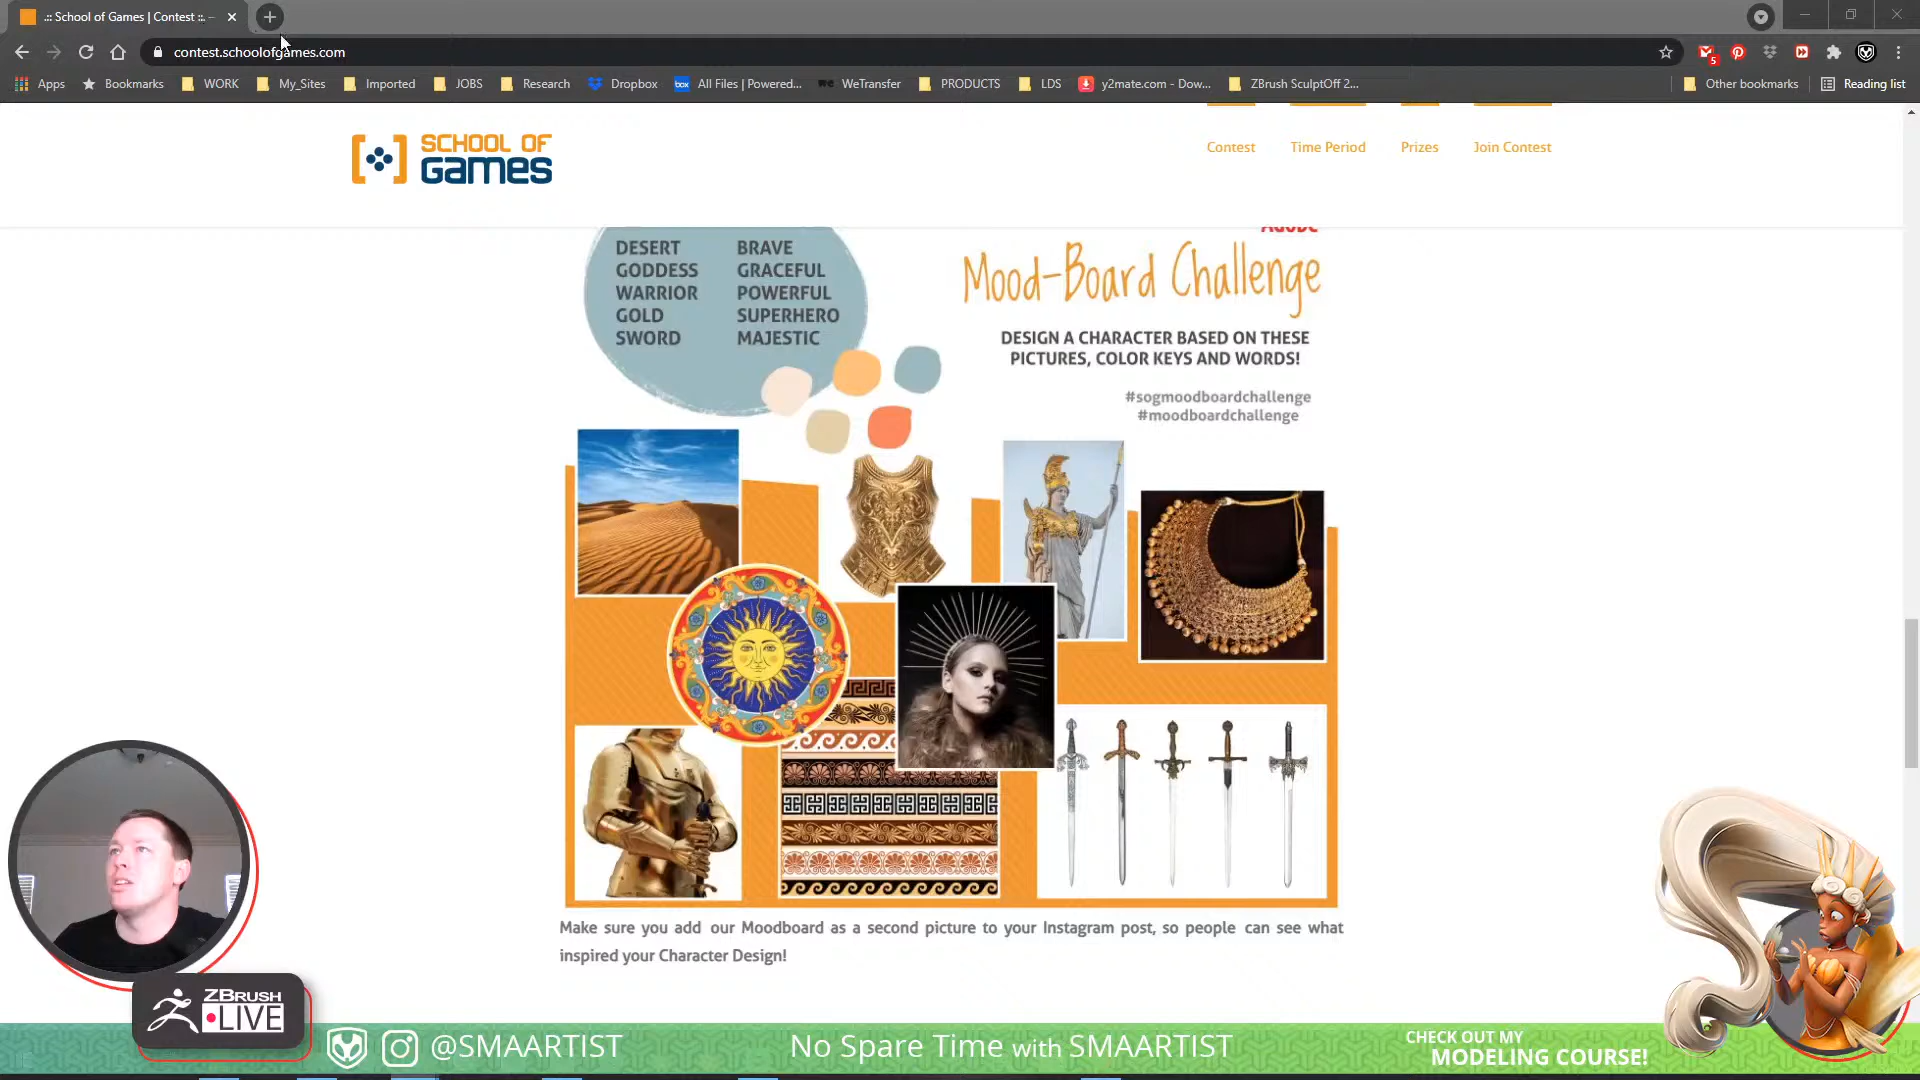 .:: School of Games | Contest ::. –
contest.schoolofgames.com
5
Apps
Bookmarks
WORK
My_Sites
Imported
JOBS
Research
Dropbox
box
All Files | Powered...
we
WeTransfer
PRODUCTS
LDS
y2mate.com - Dow...
ZBrush SculptOff 2...
Other bookmarks
Reading list
SCHOOL OF
Games
Contest
Time Period
Prizes
Join Contest
DESERT
GODDESS
WARRIOR
GOLD
SWORD
BRAVE
GRACEFUL
POWERFUL
SUPERHERO
MAJESTIC
Mood-Board Challenge
DESIGN A CHARACTER BASED ON THESE
PICTURES, COLOR KEYS AND WORDS!
#sogmoodboardchallenge
#moodboardchallenge
Make sure you add our Moodboard as a second picture to your Instagram post, so people can see what
inspired your Character Design!
ZBRUSH
LIVE
@SMAARTIST
No Spare Time with SMAARTIST
CHECK OUT MY
MODELING COURSE!